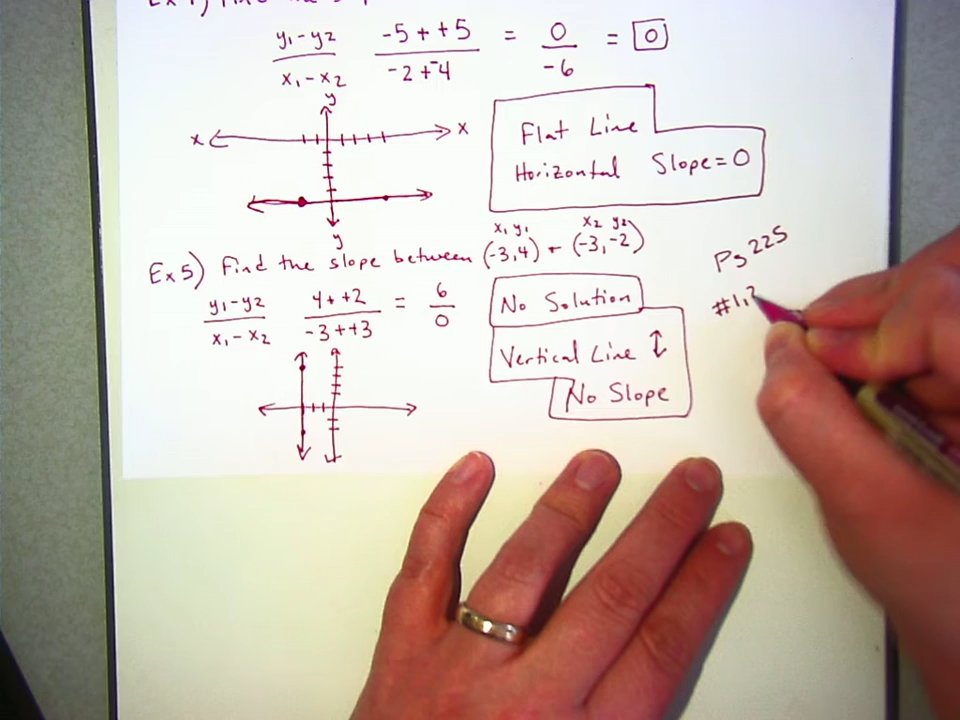 y₁-y₂ / x₁-x₂ -5 + +5 / -2 + -4 = 0 / -6 = 0
y
x x
y
Flat Line
Horizontal Slope = 0
x₁ y₁ x₂ y₂
Ex 5) Find the slope between (-3, 4) + (-3, -2)
y₁-y₂ / x₁-x₂ 4 + +2 / -3 + +3 = 6 / 0
No Solution
Vertical Line ↕
No Slope
Pg 225
#1,2